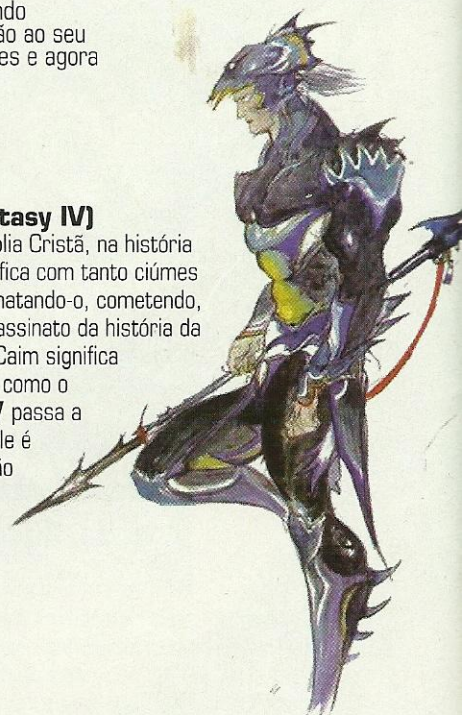 ndo
ão ao seu
es e agora
tasy IV)
olia Cristã, na história
fica com tanto ciúmes
matando-o, cometendo,
assinato da história da
Caim significa
como o
V passa a
le é
ão